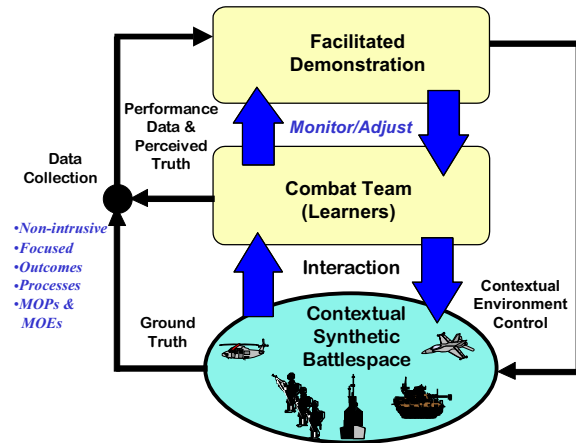 Facilitated
Demonstration
Performance
Data &
Perceived
Truth
Monitor/Adjust
Data
Collection
Combat Team
(Learners)
•Non-intrusive
•Focused
•Outcomes
•Processes
•MOPs &
MOEs
Interaction
Ground
Truth
Contextual
Environment
Control
Contextual
Synthetic
Battlespace